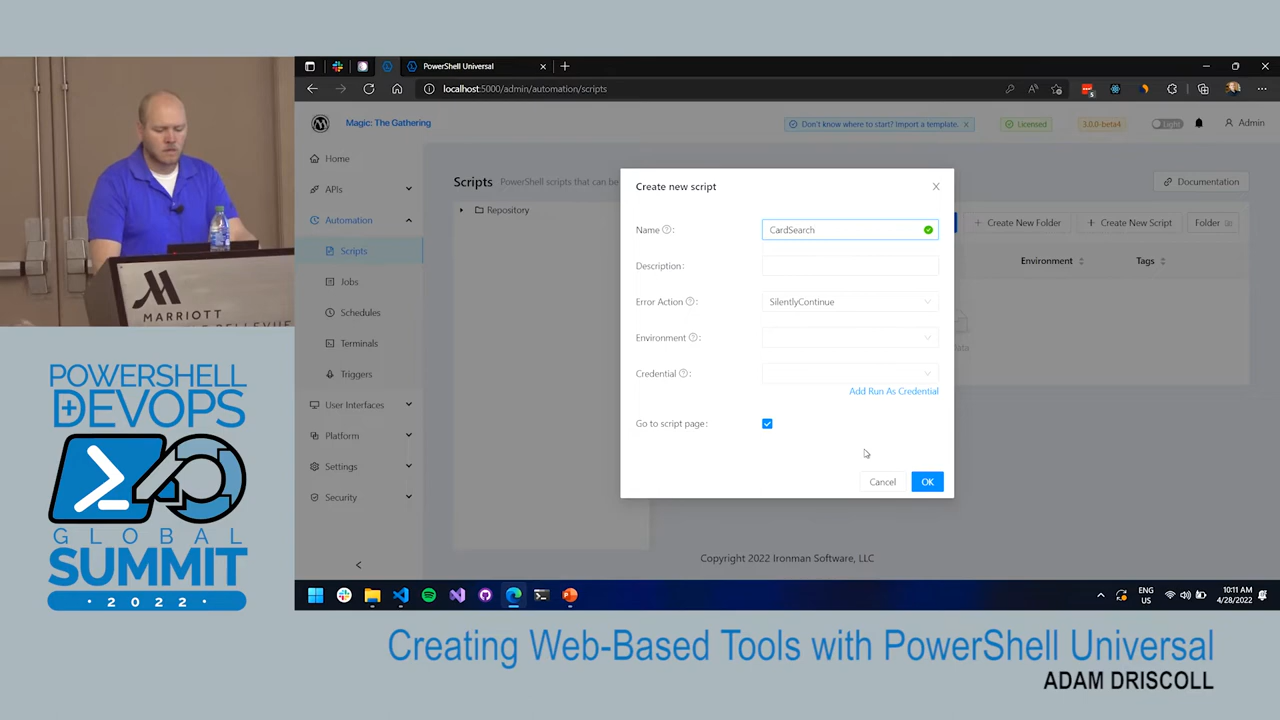 PowerShell Universal
localhost:5000/admin/automation/scripts
Magic: The Gathering
Don't know where to start? Import a template.
Licensed
3.0.0-beta4
Light
Admin
Home
APIs
Automation
Scripts
Jobs
Schedules
Terminals
Triggers
User Interfaces
Platform
Settings
Security
Scripts PowerShell scripts that can be
Documentation
Repository
Create New Folder
Create New Script
Folder
Environment
Tags
Create new script
Name :
CardSearch
Description:
Error Action :
SilentlyContinue
Environment :
Credential :
Add Run As Credential
Go to script page:
Cancel
OK
Copyright 2022 Ironman Software, LLC
ENG
US
10:11 AM
4/28/2022
MARRIOTT
POWERSHELL
+DEVOPS
GLOBAL
SUMMIT
· 2022 ·
Creating Web-Based Tools with PowerShell Universal
ADAM DRISCOLL